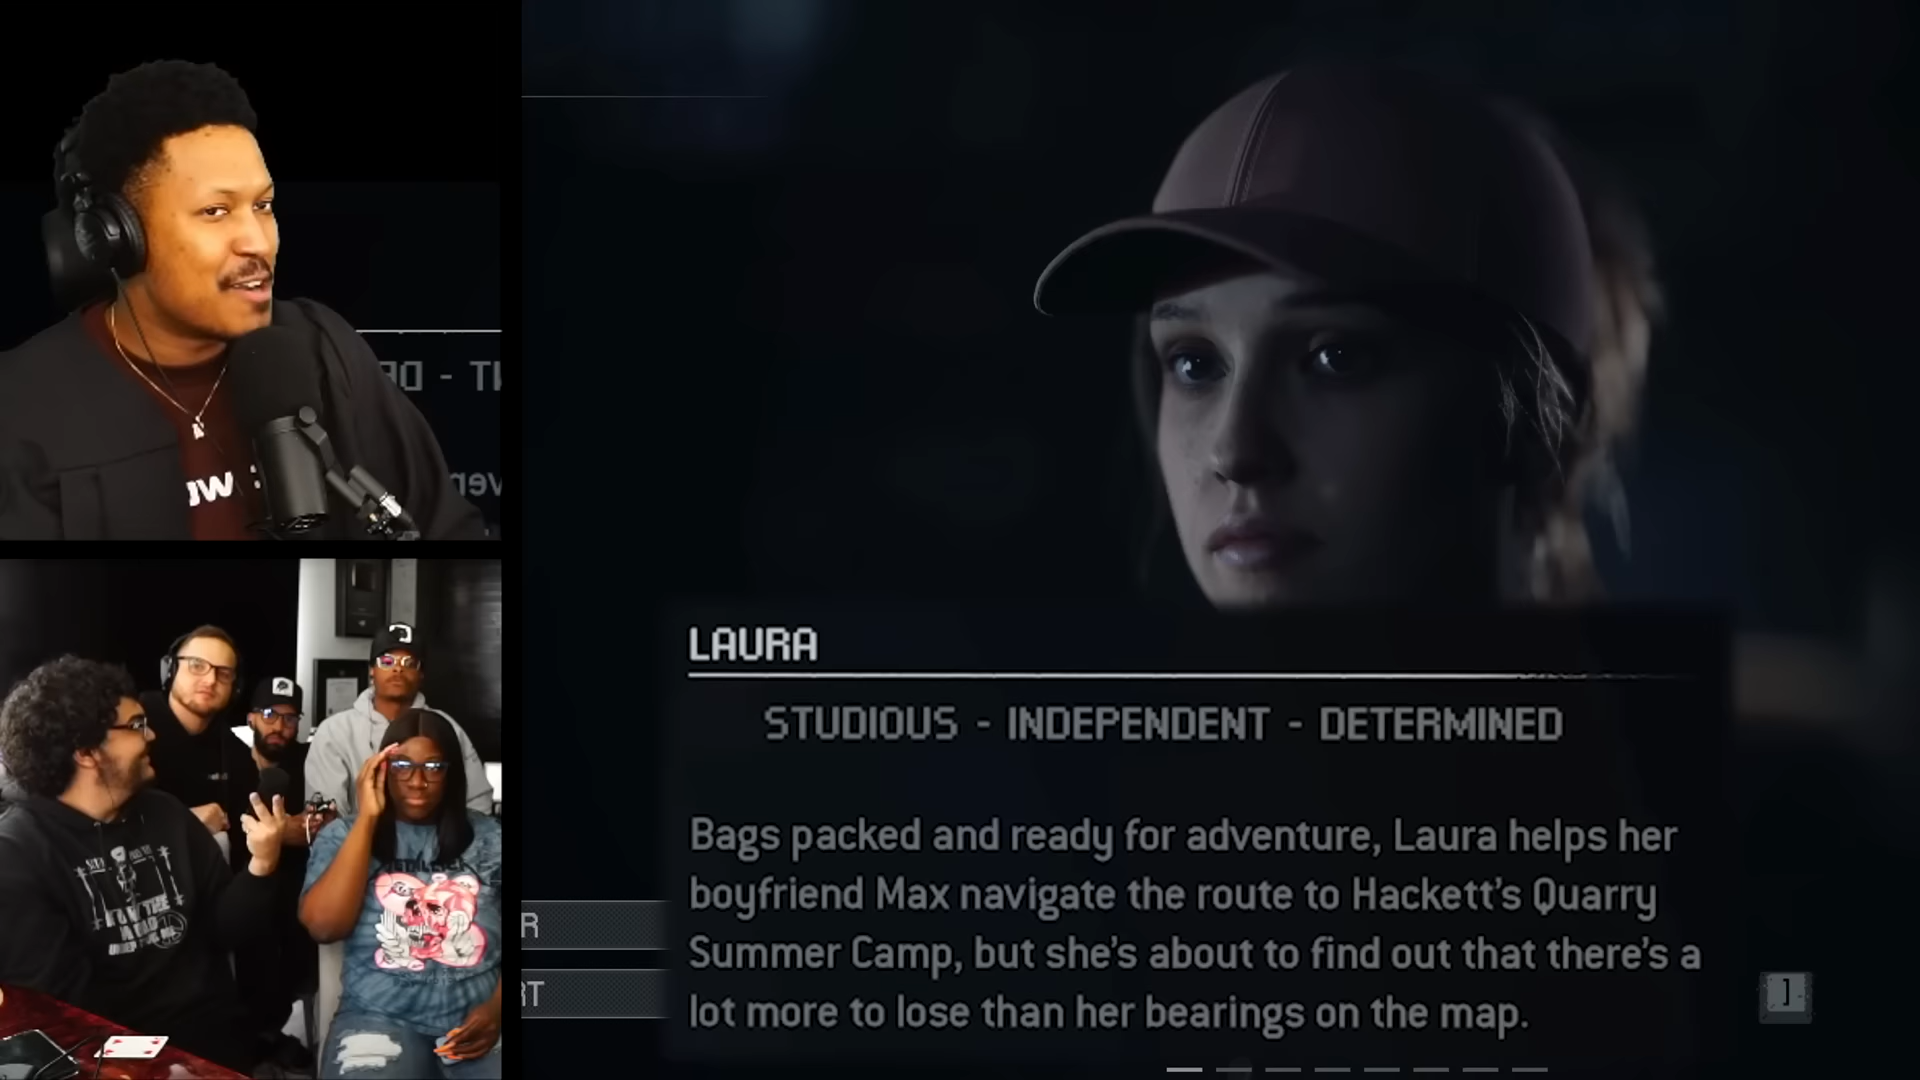 LAURA
STUDIOUS - INDEPENDENT - DETERMINED
Bags packed and ready for adventure, Laura helps her
boyfriend Max navigate the route to Hackett's Quarry
Summer Camp, but she's about to find out that there's a
lot more to lose than her bearings on the map.
]